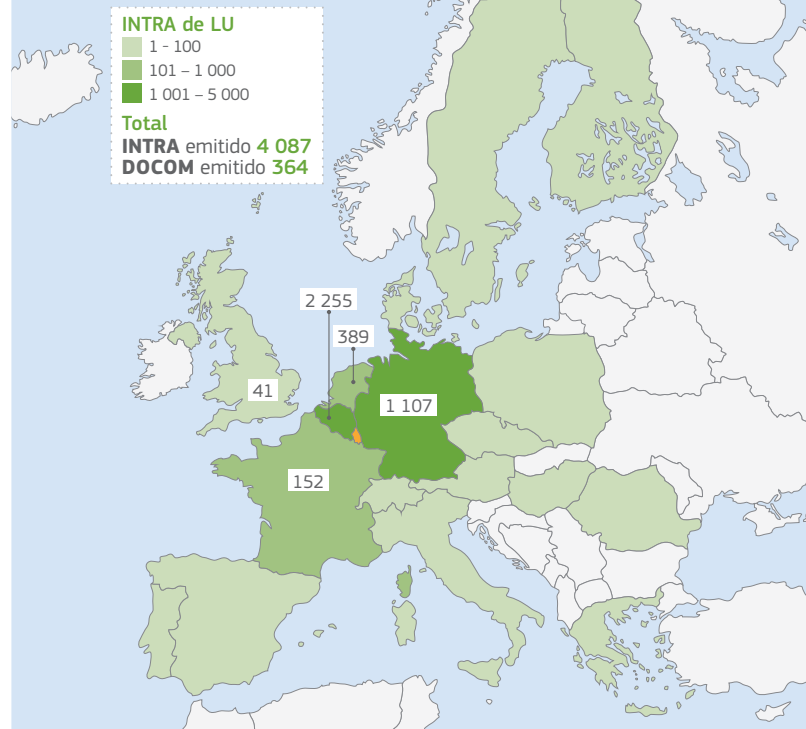 INTRA de LU
1 - 100
101 – 1 000
1 001 – 5 000
Total
INTRA emitido 4 087
DOCOM emitido 364
2 255
389
41
1 107
152